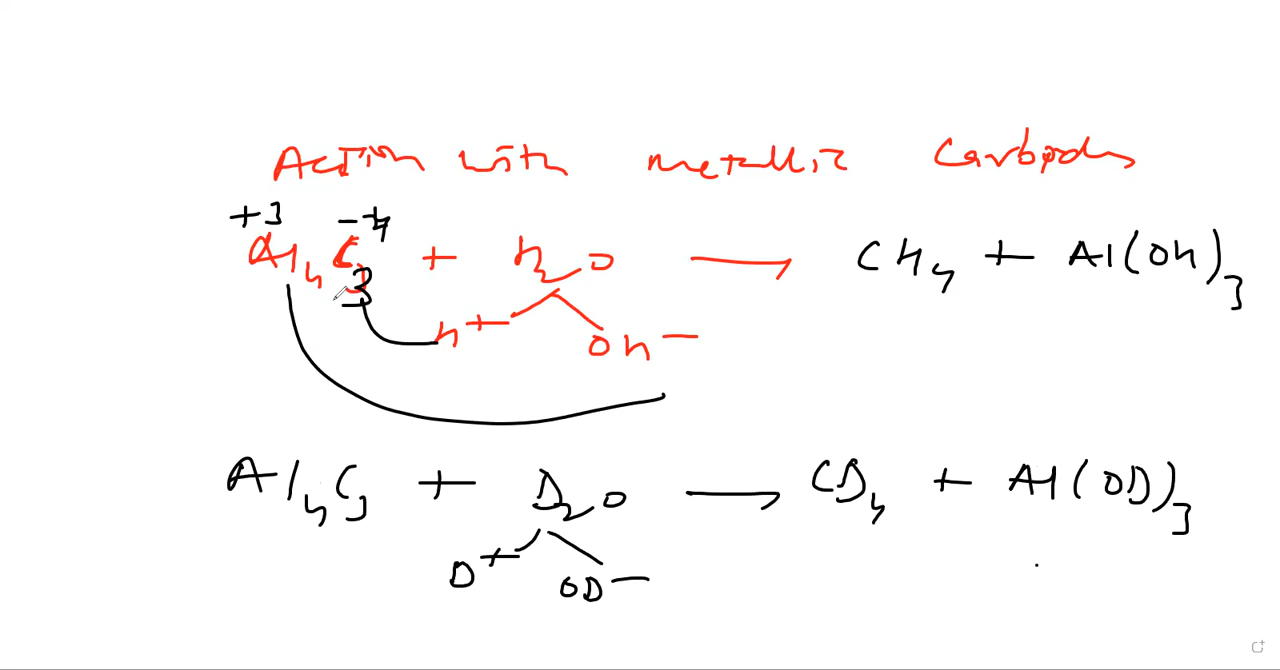 Action with metallic Carbides
+3 -4
Al4C3 + H2O → CH4 + Al(OH)3
H+ OH-
Al4C3 + D2O → CD4 + Al(OD)3
D+ OD-